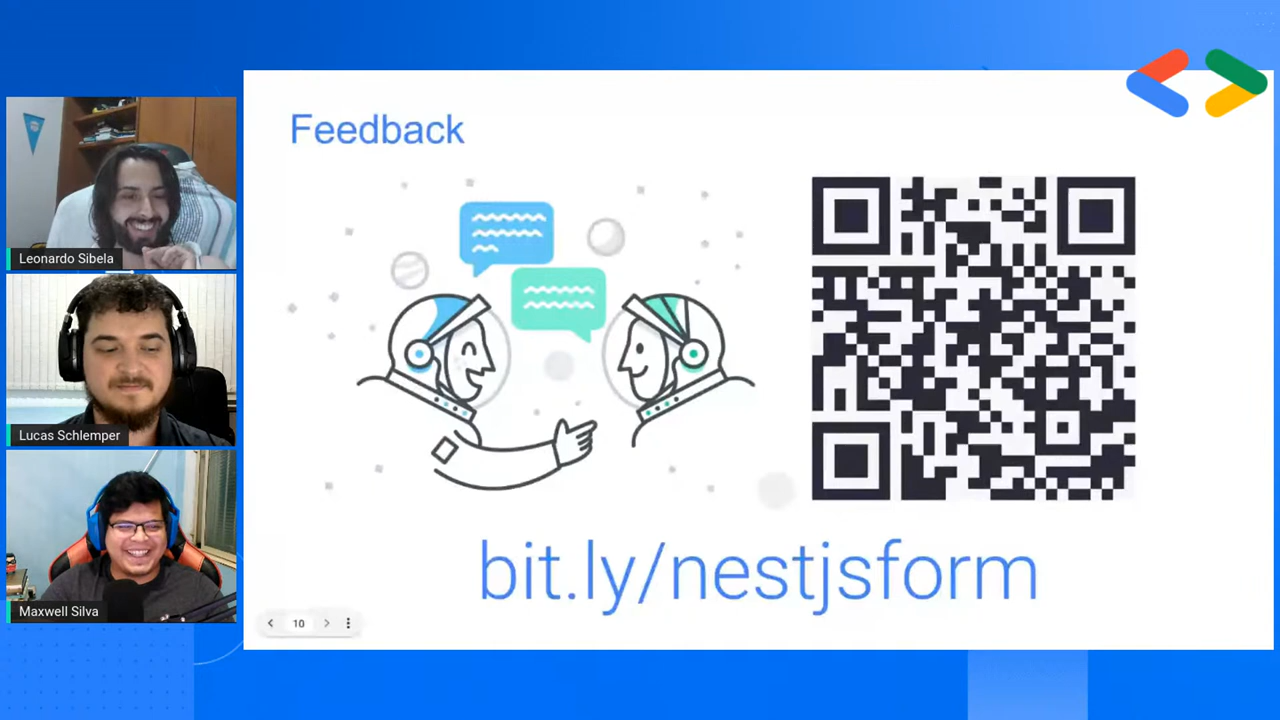 Feedback
Leonardo Sibela
Lucas Schlemper
Maxwell Silva
bit.ly/nestjsform
10